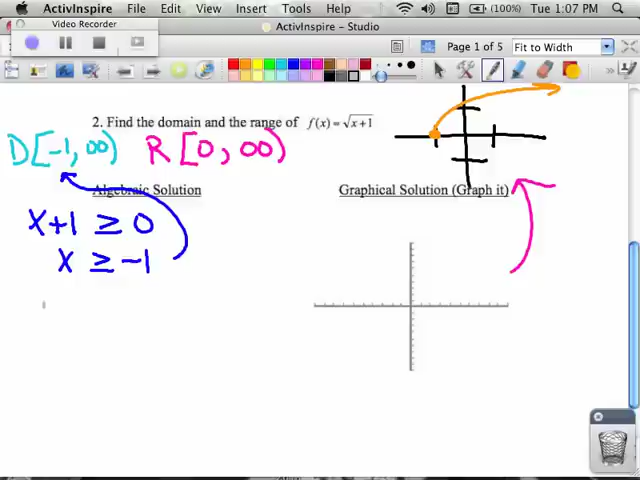 ActivInspire File Edit View Insert Tools Help (100%) Tue 1:07 PM
Video Recorder
ActivInspire - Studio
Page 1 of 5 Fit to Width
2. Find the domain and the range of f(x) = √x+1
D[-1, ∞) R[0, ∞)
Algebraic Solution Graphical Solution (Graph it)
x+1 ≥ 0
x ≥ -1